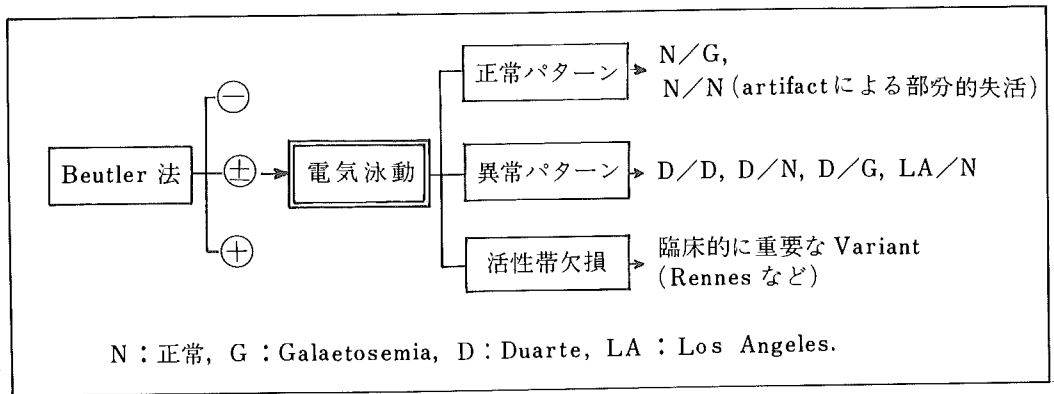 Beutler 法
㊀
±
㊉
電気泳動
正常パターン
N/G,
N/N (artifactによる部分的失活)
異常パターン
D/D, D/N, D/G, LA/N
活性帯欠損
臨床的に重要な Variant
(Rennes など)
N：正常, G：Galaetosemia, D：Duarte, LA：Los Angeles.